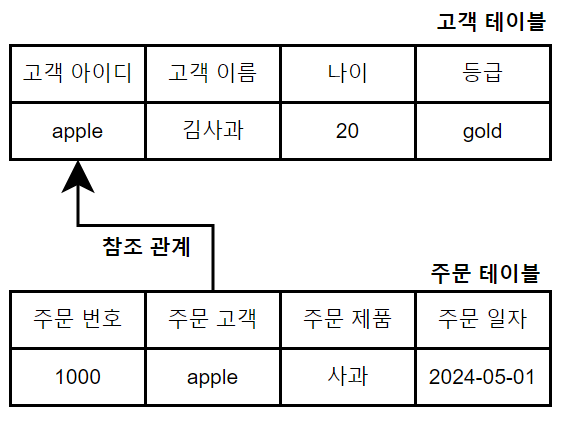 고객 테이블
고객 아이디 고객 이름 나이 등급
apple 김사과 20 gold
참조 관계
주문 테이블
주문 번호 주문 고객 주문 제품 주문 일자
1000 apple 사과 2024-05-01